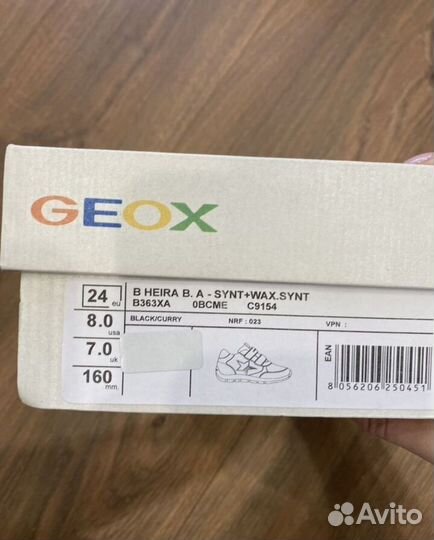 GEOX
24 eu B HEIRA B. A - SYNT+WAX.SYNT
B363XA 0BCME C9154
8.0 usa BLACK/CURRY NRF : 023 VPN :
7.0 uk
160 mm.
EAN
8 056206 250451
Avito